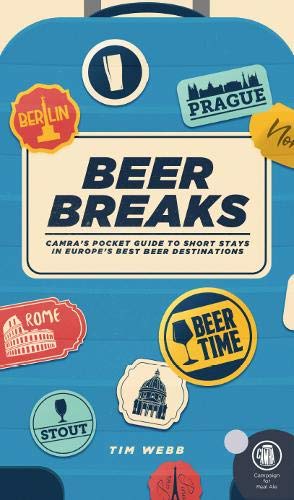 BERLIN
PRAGUE
BEER
BREAKS
CAMRA'S POCKET GUIDE TO SHORT STAYS
IN EUROPE'S BEST BEER DESTINATIONS
ROME
BEER
TIME
STOUT
TIM WEBB
CAMRA
Campaign
for
Real Ale